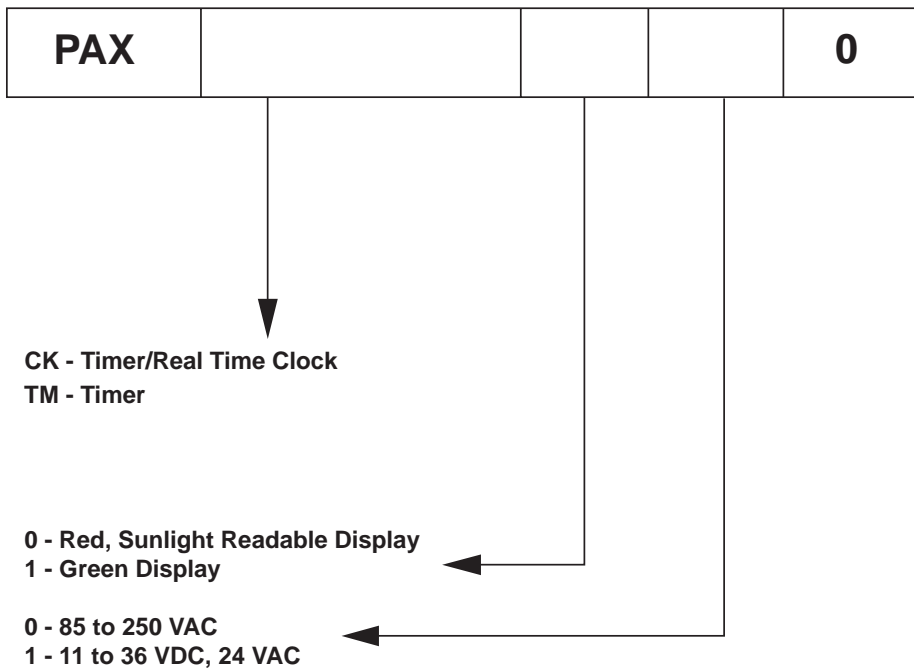 PAX 0
CK - Timer/Real Time Clock
TM - Timer
0 - Red, Sunlight Readable Display
1 - Green Display
0 - 85 to 250 VAC
1 - 11 to 36 VDC, 24 VAC